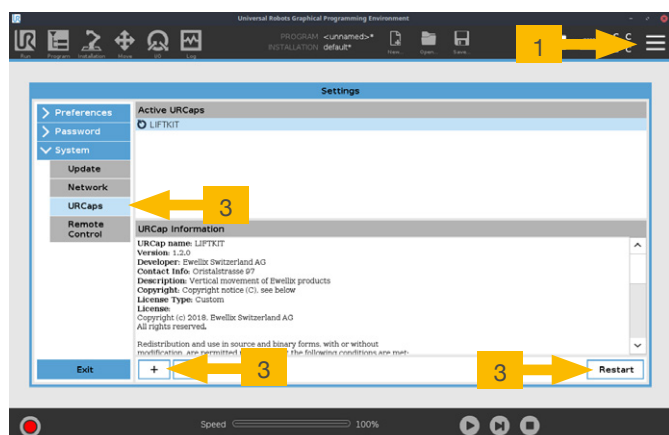 UR
Universal Robots Graphical Programming Environment
UR
Run
Program
Installation
Move
I/O
Log
PROGRAM <unnamed>*
INSTALLATION default*
New...
Open...
Save...
1
C C
C
Settings
Preferences
Password
System
Update
Network
URCaps
Remote
Control
Exit
Active URCaps
LIFTKIT
3
URCap Information
URCap name: LIFTKIT
Version: 1.2.0
Developer: Ewellix Switzerland AG
Contact Info: Oristalstrasse 97
Description: Vertical movement of Ewellix products
Copyright: Copyright notice (C), see below
License Type: Custom
License:
Copyright (c) 2018, Ewellix Switzerland AG
All rights reserved.
Redistribution and use in source and binary forms, with or without
modification, are permitted the following conditions are met:
+
3
3
Restart
Speed
100%